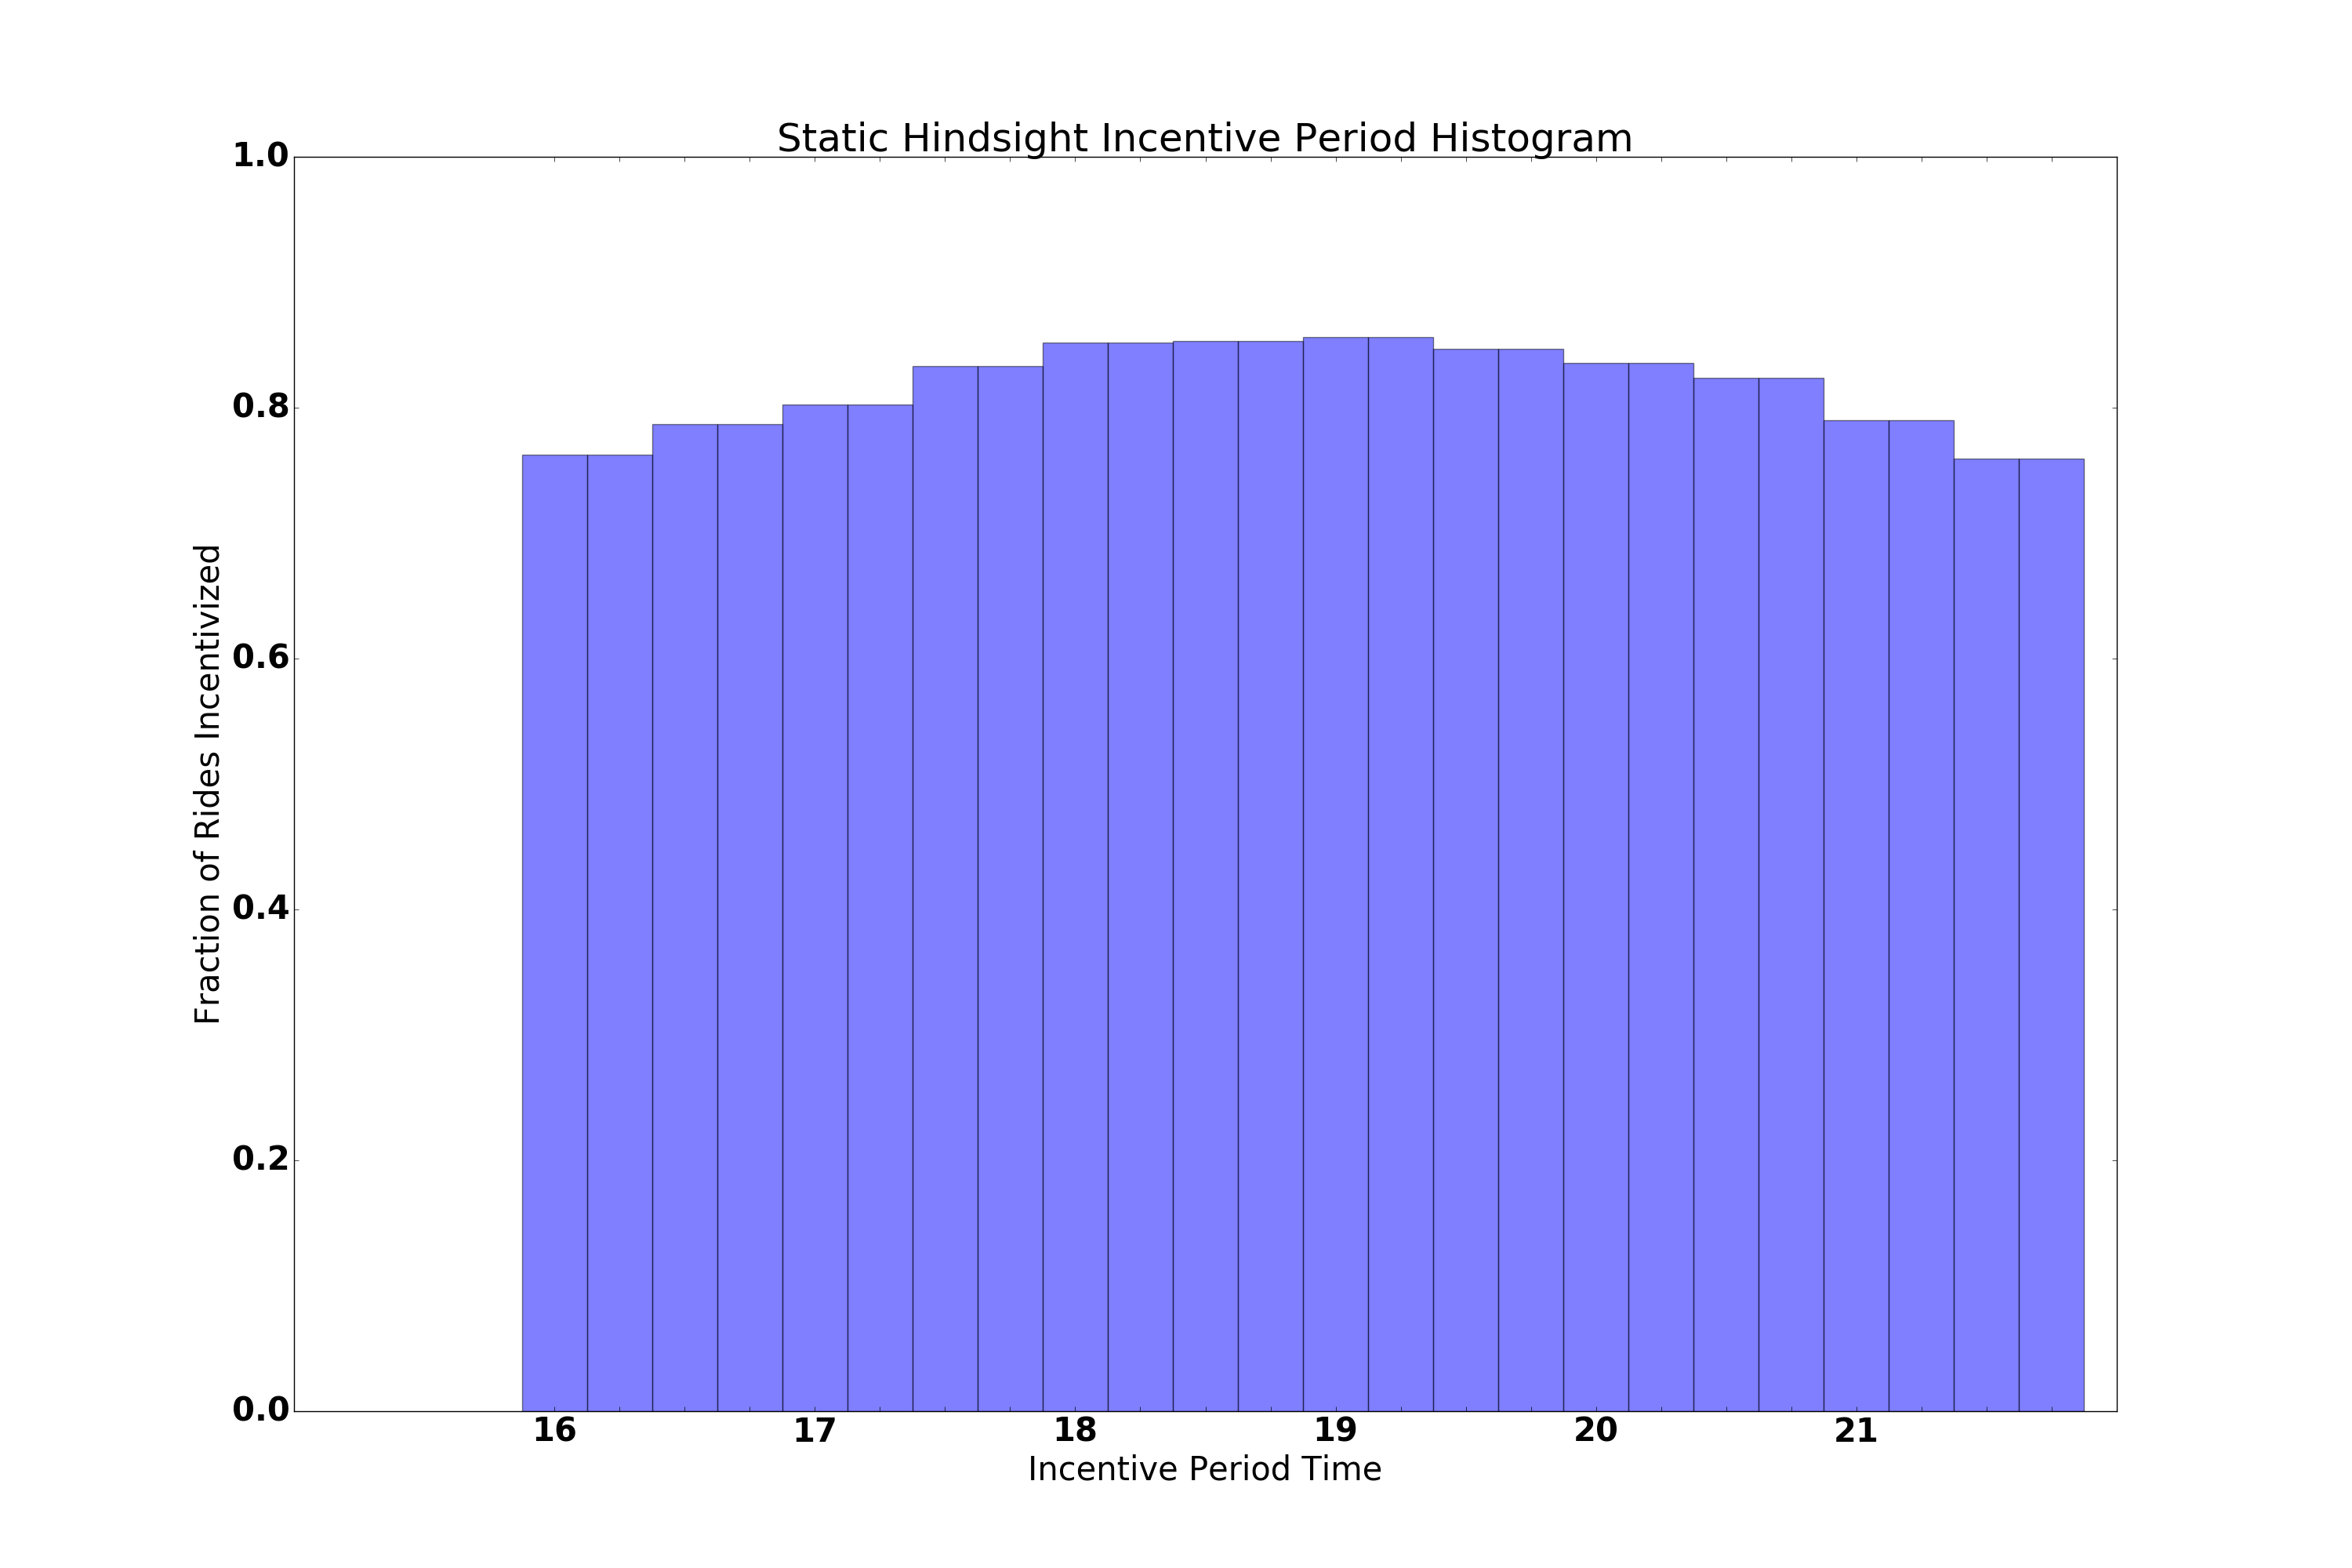 Static Hindsight Incentive Period Histogram
1.0
0.8
0.6
0.4
0.2
0.0
Fraction of Rides Incentivized
16 17 18 19 20 21
Incentive Period Time